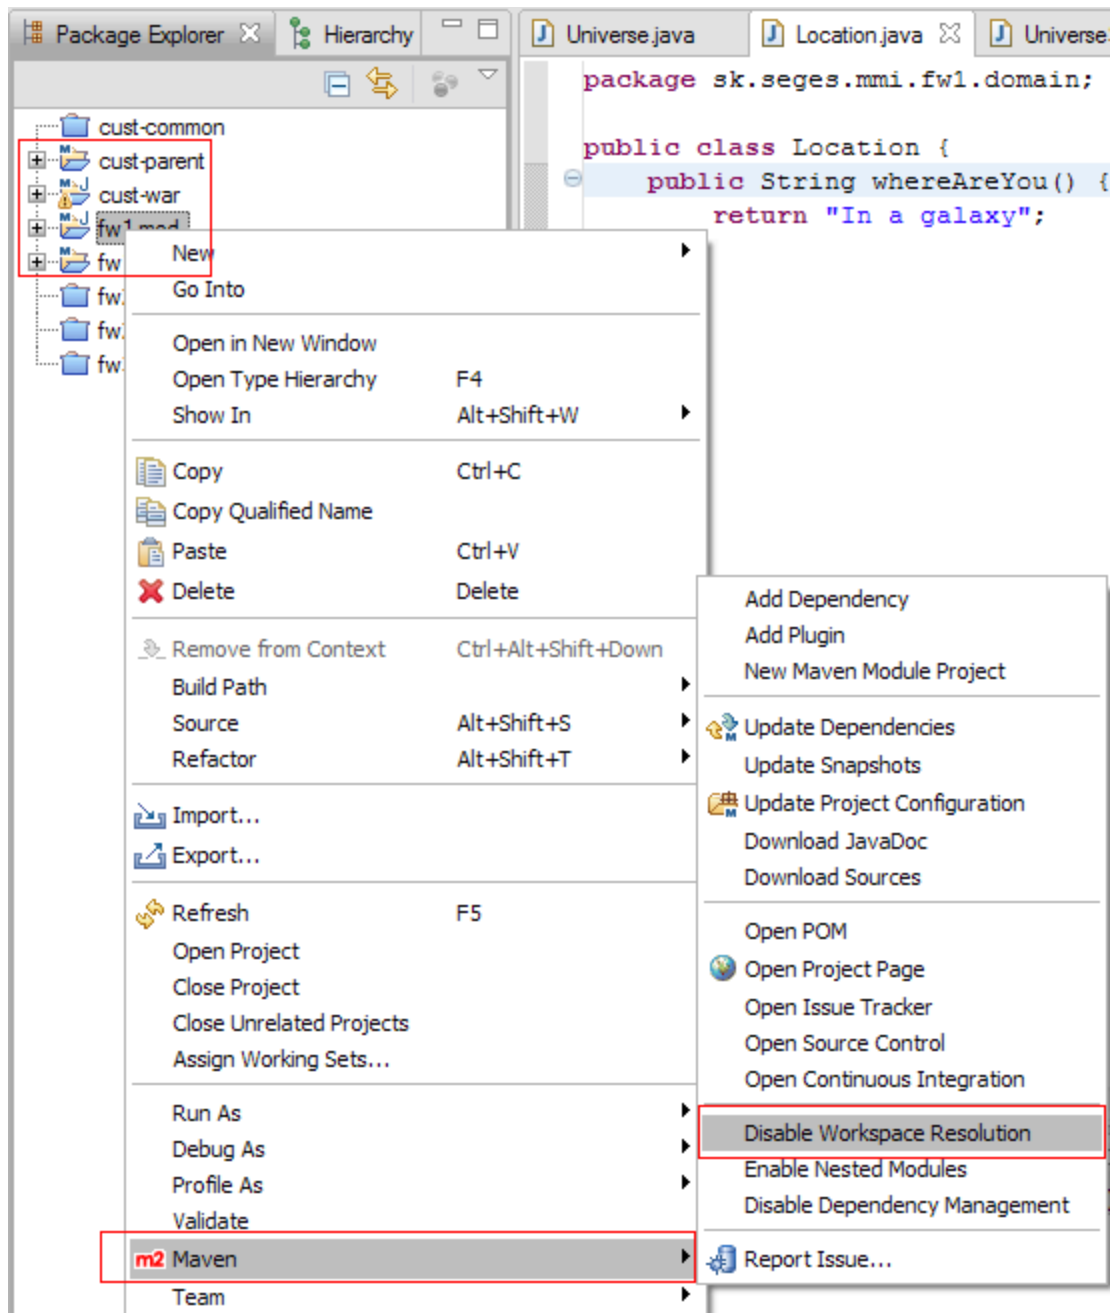 Package Explorer
Hierarchy
Universe.java
Location.java
Universe
package sk.seges.mmi.fw1.domain;
public class Location {
public String whereAreYou() {
return "In a galaxy";
cust-common
cust-parent
cust-war
fw1-mod
fw
fw
fw
fw
New
Go Into
Open in New Window
Open Type Hierarchy F4
Show In Alt+Shift+W
Copy Ctrl+C
Copy Qualified Name
Paste Ctrl+V
Delete Delete
Remove from Context Ctrl+Alt+Shift+Down
Build Path
Source Alt+Shift+S
Refactor Alt+Shift+T
Import...
Export...
Refresh F5
Open Project
Close Project
Close Unrelated Projects
Assign Working Sets...
Run As
Debug As
Profile As
Validate
m2 Maven
Team
Add Dependency
Add Plugin
New Maven Module Project
Update Dependencies
Update Snapshots
Update Project Configuration
Download JavaDoc
Download Sources
Open POM
Open Project Page
Open Issue Tracker
Open Source Control
Open Continuous Integration
Disable Workspace Resolution
Enable Nested Modules
Disable Dependency Management
Report Issue...